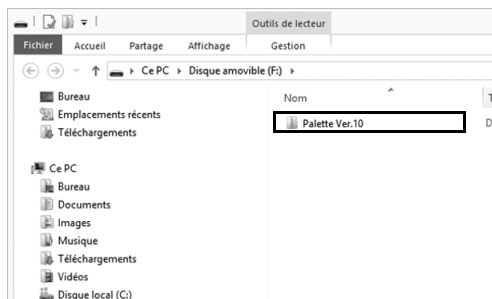 Outils de lecteur
Fichier Accueil Partage Affichage Gestion
Ce PC Disque amovible (F:)
Bureau
Emplacements récents
Téléchargements
Ce PC
Bureau
Documents
Images
Musique
Téléchargements
Vidéos
Disque local (C:)
Nom T
Palette Ver.10 D